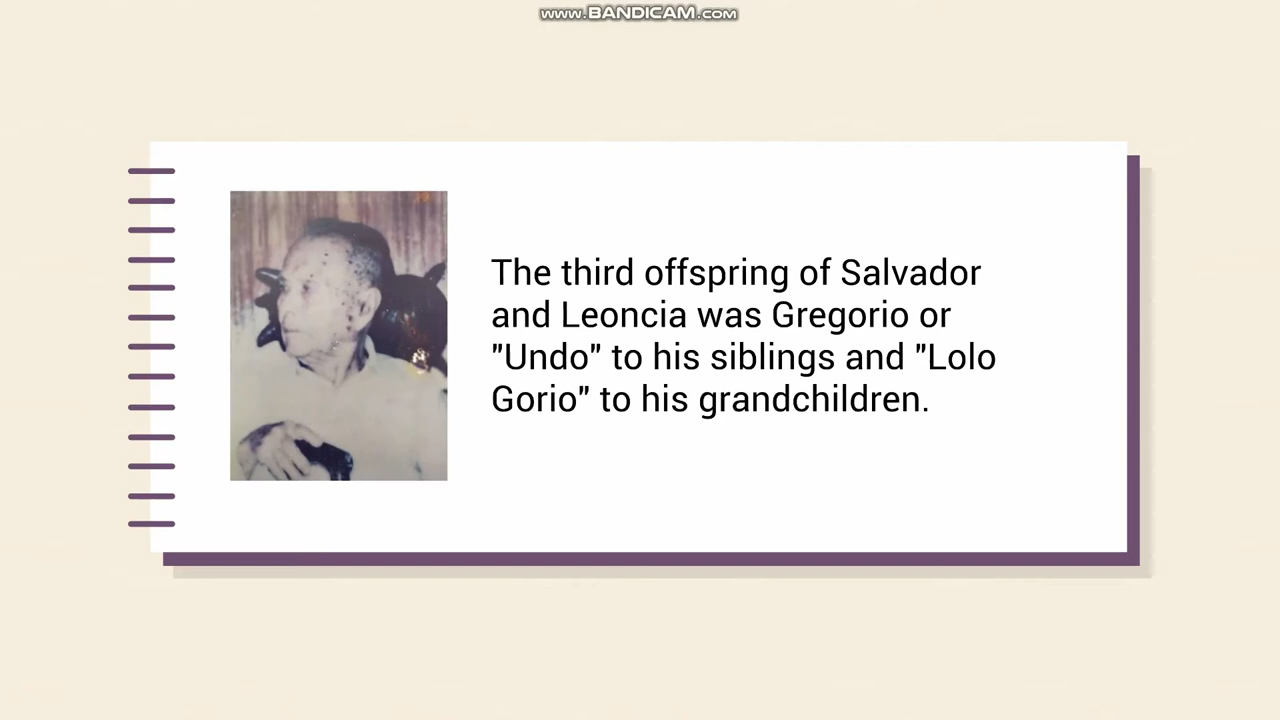 www.BANDICAM.com
The third offspring of Salvador
and Leoncia was Gregorio or
"Undo" to his siblings and "Lolo
Gorio" to his grandchildren.